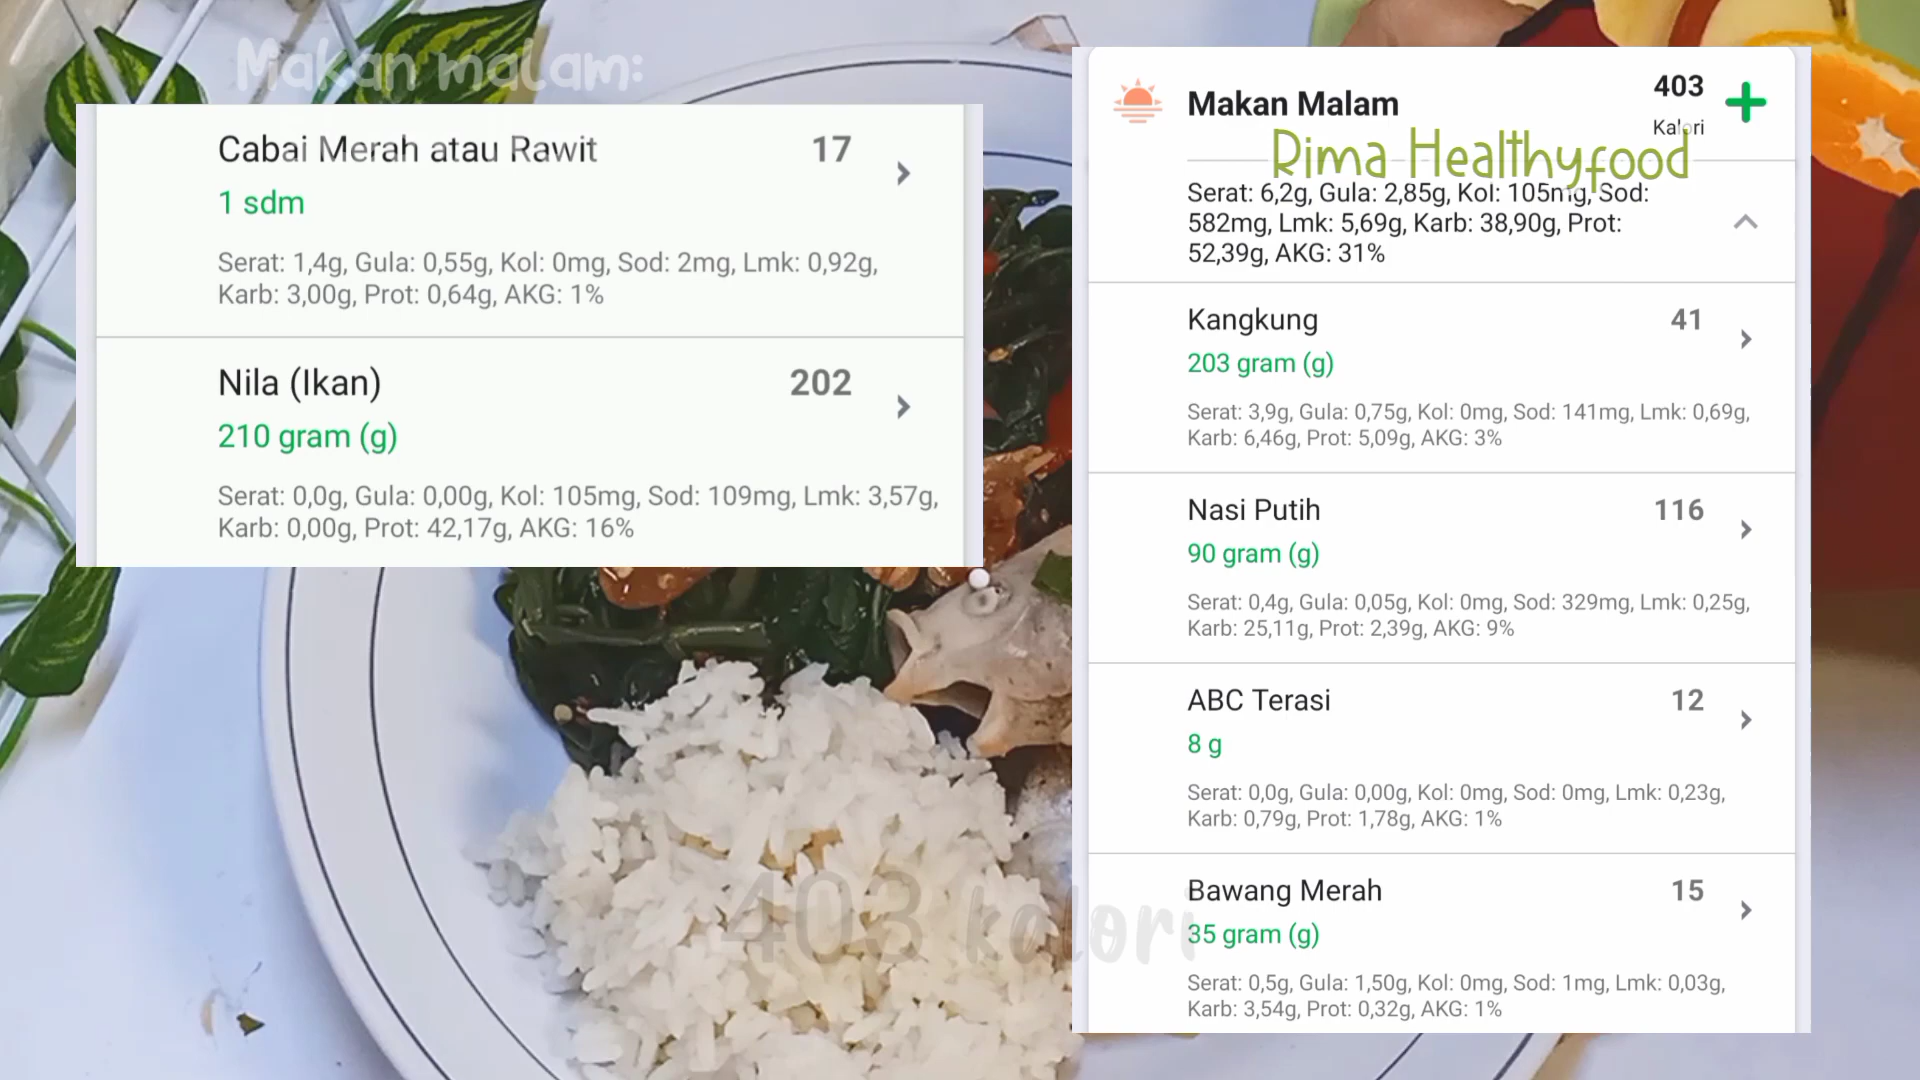 Makan malam:
Cabai Merah atau Rawit 17
1 sdm
Serat: 1,4g, Gula: 0,55g, Kol: 0mg, Sod: 2mg, Lmk: 0,92g,
Karb: 3,00g, Prot: 0,64g, AKG: 1%
Nila (Ikan) 202
210 gram (g)
Serat: 0,0g, Gula: 0,00g, Kol: 105mg, Sod: 109mg, Lmk: 3,57g,
Karb: 0,00g, Prot: 42,17g, AKG: 16%
Makan Malam 403
Kalori
Rima Healthyfood
Serat: 6,2g, Gula: 2,85g, Kol: 105mg, Sod:
582mg, Lmk: 5,69g, Karb: 38,90g, Prot:
52,39g, AKG: 31%
Kangkung 41
203 gram (g)
Serat: 3,9g, Gula: 0,75g, Kol: 0mg, Sod: 141mg, Lmk: 0,69g,
Karb: 6,46g, Prot: 5,09g, AKG: 3%
Nasi Putih 116
90 gram (g)
Serat: 0,4g, Gula: 0,05g, Kol: 0mg, Sod: 329mg, Lmk: 0,25g,
Karb: 25,11g, Prot: 2,39g, AKG: 9%
ABC Terasi 12
8 g
Serat: 0,0g, Gula: 0,00g, Kol: 0mg, Sod: 0mg, Lmk: 0,23g,
Karb: 0,79g, Prot: 1,78g, AKG: 1%
Bawang Merah 15
35 gram (g)
Serat: 0,5g, Gula: 1,50g, Kol: 0mg, Sod: 1mg, Lmk: 0,03g,
Karb: 3,54g, Prot: 0,32g, AKG: 1%
403 kalori